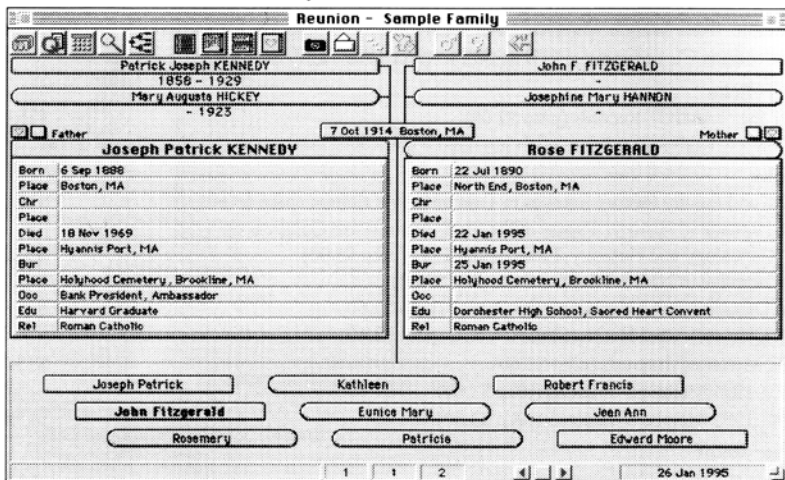 Reunion - Sample Family
Patrick Joseph KENNEDY
1858 - 1929
Mary Augusta HICKEY
- 1923
John F. FITZGERALD
-
Josephine Mary HANNON
-
Father
7 Oct 1914 Boston, MA
Mother
Joseph Patrick KENNEDY
Born 6 Sep 1888
Place Boston, MA
Chr
Place
Died 18 Nov 1969
Place Hyannis Port, MA
Bur
Place Holyhood Cemetery, Brookline, MA
Occ Bank President, Ambassador
Edu Harvard Graduate
Rel Roman Catholic
Rose FITZGERALD
Born 22 Jul 1890
Place North End, Boston, MA
Chr
Place
Died 22 Jan 1995
Place Hyannis Port, MA
Bur 25 Jan 1995
Place Holyhood Cemetery, Brookline, MA
Occ
Edu Dorchester High School, Sacred Heart Convent
Rel Roman Catholic
Joseph Patrick Kathleen Robert Francis
John Fitzgerald Eunice Mary Jean Ann
Rosemary Patricia Edward Moore
1 1 2 26 Jan 1995